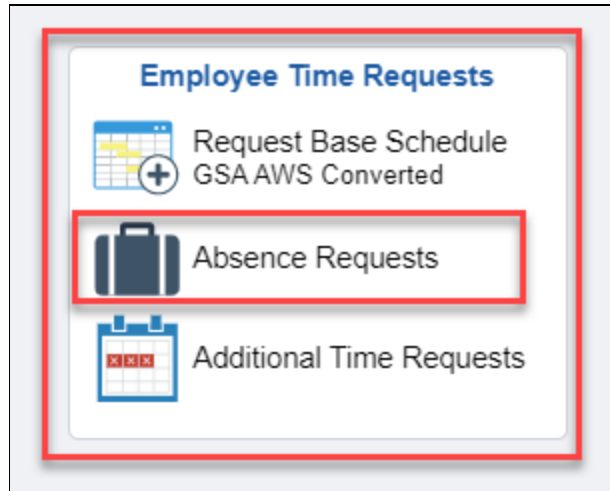 Employee Time Requests
Request Base Schedule
GSA AWS Converted
Absence Requests
Additional Time Requests